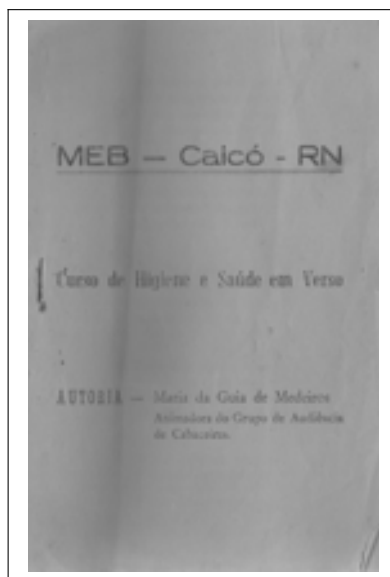 MEB — Caicó - RN
Curso de Higiene e Saúde em Verso
AUTORIA — Maria da Guia de Medeiros
Animadora do Grupo de Audiência
de